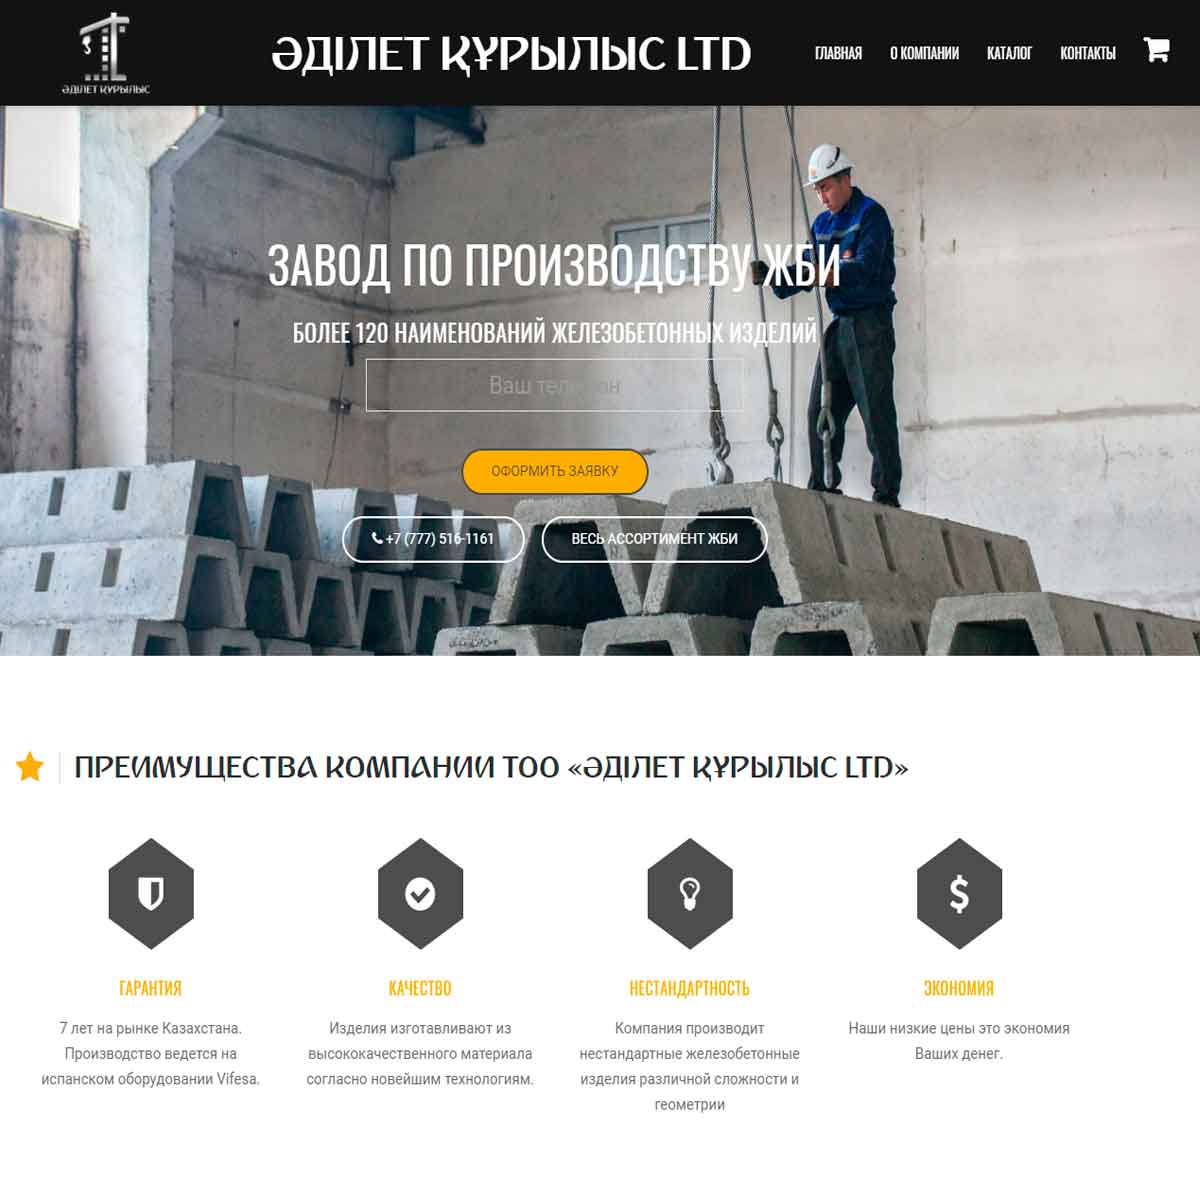 ӘДІЛЕТ ҚҰРЫЛЫС
ӘДІЛЕТ ҚҰРЫЛЫС LTD
ГЛАВНАЯ
О КОМПАНИИ
КАТАЛОГ
КОНТАКТЫ
ЗАВОД ПО ПРОИЗВОДСТВУ ЖБИ
БОЛЕЕ 120 НАИМЕНОВАНИЙ ЖЕЛЕЗОБЕТОННЫХ ИЗДЕЛИЙ
Ваш телефон
ОФОРМИТЬ ЗАЯВКУ
+7 (777) 516-1161
ВЕСЬ АССОРТИМЕНТ ЖБИ
ПРЕИМУЩЕСТВА КОМПАНИИ ТОО «ӘДІЛЕТ ҚҰРЫЛЫС LTD»
ГАРАНТИЯ
7 лет на рынке Казахстана.
Производство ведется на
испанском оборудовании Vifesa.
КАЧЕСТВО
Изделия изготавливают из
высококачественного материала
согласно новейшим технологиям.
НЕСТАНДАРТНОСТЬ
Компания производит
нестандартные железобетонные
изделия различной сложности и
геометрии
ЭКОНОМИЯ
Наши низкие цены это экономия
Ваших денег.